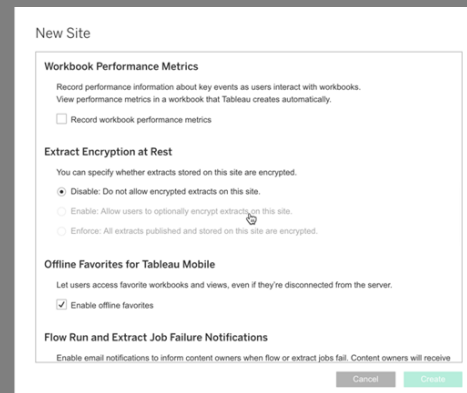 New Site
Workbook Performance Metrics
Record performance information about key events as users interact with workbooks.
View performance metrics in a workbook that Tableau creates automatically.
Record workbook performance metrics
Extract Encryption at Rest
You can specify whether extracts stored on this site are encrypted.
Disable: Do not allow encrypted extracts on this site.
Enable: Allow users to optionally encrypt extracts on this site.
Enforce: All extracts published and stored on this site are encrypted.
Offline Favorites for Tableau Mobile
Let users access favorite workbooks and views, even if they're disconnected from the server.
Enable offline favorites
Flow Run and Extract Job Failure Notifications
Enable email notifications to inform content owners when flow or extract jobs fail. Content owners will receive
Cancel Create